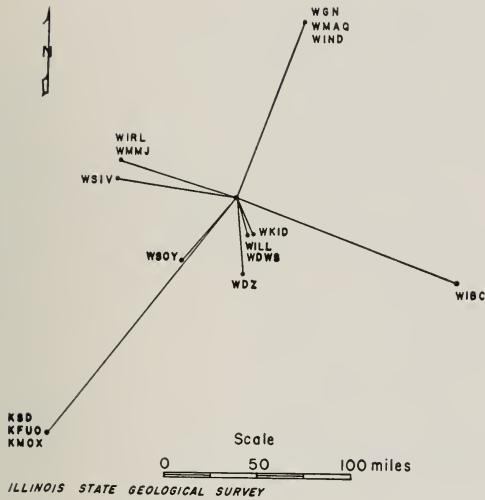 WGN
WMAQ
WIND
N
WIRL
WMMJ
WSIV
WKID
WILL
WDWS
WSOY
WDZ
WIBC
KSD
KFUO
KMOX
Scale
0 50 100 miles
ILLINOIS STATE GEOLOGICAL SURVEY